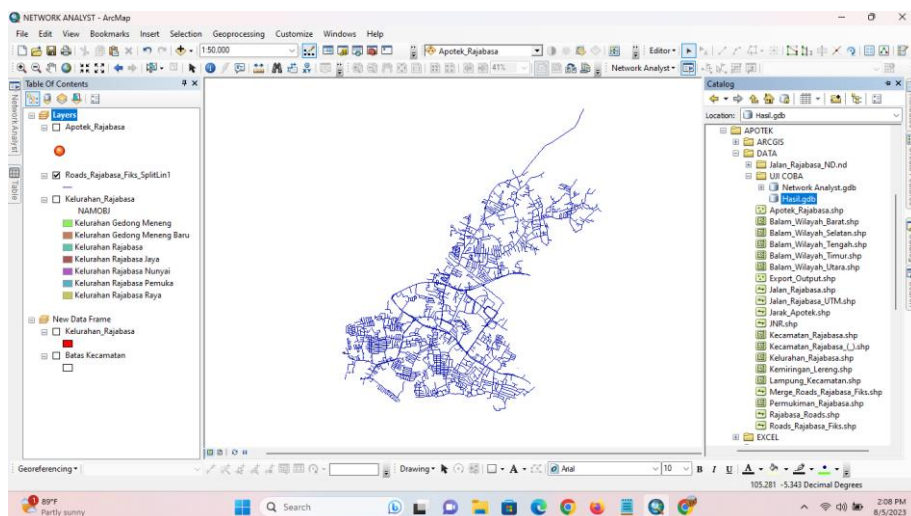 NETWORK ANALYST - ArcMap
File Edit View Bookmarks Insert Selection Geoprocessing Customize Windows Help
1:50,000
Apotek_Rajabasa
Editor
41%
Network Analyst
Table Of Contents
Network Analyst
Table
Layers
Apotek_Rajabasa
Roads_Rajabasa_Fiks_SplitLin1
Kelurahan_Rajabasa
NAMOBJ
Kelurahan Gedong Meneng
Kelurahan Gedong Meneng Baru
Kelurahan Rajabasa
Kelurahan Rajabasa Jaya
Kelurahan Rajabasa Nunyai
Kelurahan Rajabasa Pemuka
Kelurahan Rajabasa Raya
New Data Frame
Kelurahan_Rajabasa
Batas Kecamatan
Catalog
Location: Hasil.gdb
APOTEK
ARCGIS
DATA
Jalan_Rajabasa_ND.nd
UJI COBA
Network Analyst.gdb
Hasil.gdb
Apotek_Rajabasa.shp
Balam_Wilayah_Barat.shp
Balam_Wilayah_Selatan.shp
Balam_Wilayah_Tengah.shp
Balam_Wilayah_Timur.shp
Balam_Wilayah_Utara.shp
Export_Output.shp
Jalan_Rajabasa.shp
Jalan_Rajabasa_UTM.shp
Jarak_Apotek.shp
JNR.shp
Kecamatan_Rajabasa.shp
Kecamatan_Rajabasa_(_).shp
Kelurahan_Rajabasa.shp
Kemiringan_Lereng.shp
Lampung_Kecamatan.shp
Merge_Roads_Rajabasa_Fiks.shp
Permukiman_Rajabasa.shp
Rajabasa_Roads.shp
Roads_Rajabasa_Fiks.shp
EXCEL
Georeferencing
Drawing
A
Arial
10
B I U A
105.281 -5.343 Decimal Degrees
1
89°F
Partly sunny
Search
2:08 PM
8/5/2023